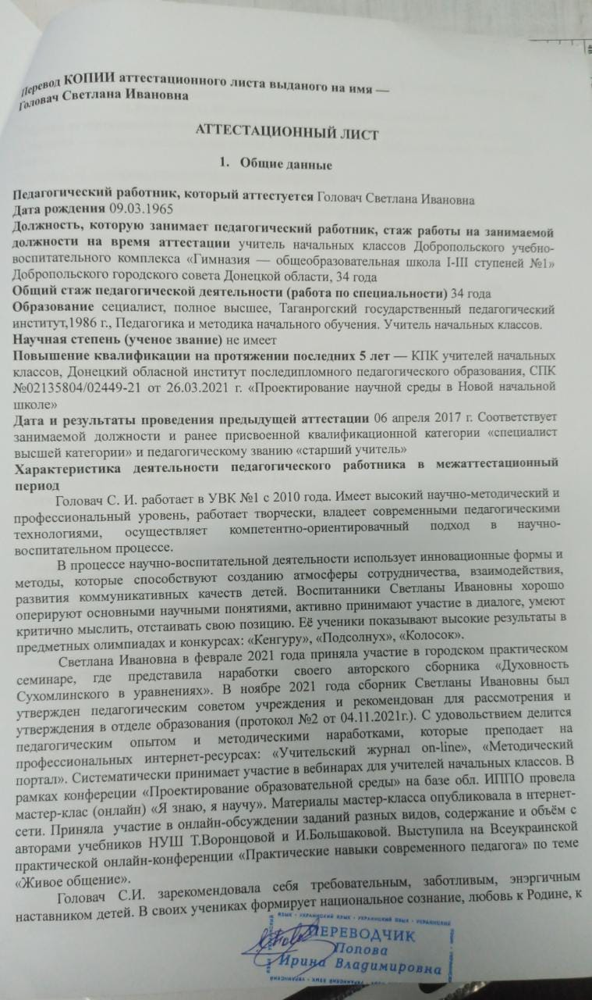 Перевод КОПИИ аттестационного листа выданого на имя —
Головач Светлана Ивановна
АТТЕСТАЦИОННЫЙ ЛИСТ
1. Общие данные
Педагогический работник, который аттестуется Головач Светлана Ивановна
Дата рождения 09.03.1965
Должность, которую занимает педагогический работник, стаж работы на занимаемой
должности на время аттестации учитель начальных классов Добропольского учебно-
воспитательного комплекса «Гимназия — общеобразовательная школа I-III ступеней №1»
Добропольского городского совета Донецкой области, 34 года
Общий стаж педагогической деятельности (работа по специальности) 34 года
Образование сециалист, полное высшее, Таганрогский государственный педагогический
институт,1986 г., Педагогика и методика начального обучения. Учитель начальных классов.
Научная степень (ученое звание) не имеет
Повышение квалификации на протяжении последних 5 лет — КПК учителей начальных
классов, Донецкий обласной институт последипломного педагогического образования, СПК
№02135804/02449-21 от 26.03.2021 г. «Проектирование научной среды в Новой начальной
школе»
Дата и результаты проведения предыдущей аттестации 06 апреля 2017 г. Соответствует
занимаемой должности и ранее присвоенной квалификационной категории «специалист
высшей категории» и педагогическому званию «старший учитель»
Характеристика деятельности педагогического работника в межаттестационный
период
Головач С. И. работает в УВК №1 с 2010 года. Имеет высокий научно-методический и
профессиональный уровень, работает творчески, владеет современными педагогическими
технологиями, осуществляет компетентно-ориентировачный подход в научно-
воспитательном процессе.
В процессе научно-воспитательной деятельности использует инновационные формы и
методы, которые способствуют созданию атмосферы сотрудничества, взаимодействия,
развития коммуникативных качеств детей. Воспитанники Светланы Ивановны хорошо
оперируют основными научными понятиями, активно принимают участие в диалоге, умеют
критично мыслить, отстаивать свою позицию. Её ученики показывают высокие результаты в
предметных олимпиадах и конкурсах: «Кенгуру», «Подсолнух», «Колосок».
Светлана Ивановна в феврале 2021 года приняла участие в городском практическом
семинаре, где представила наработки своего авторского сборника «Духовность
Сухомлинского в уравнениях». В ноябре 2021 года сборник Светланы Ивановны был
утвержден педагогическим советом учреждения и рекомендован для рассмотрения и
утверждения в отделе образования (протокол №2 от 04.11.2021г.). С удовольствием делится
педагогическим опытом и методическими наработками, которые преподает на
профессиональных интернет-ресурсах: «Учительский журнал on-line», «Методический
портал». Систематически принимает участие в вебинарах для учителей начальных классов. В
рамках конфереции «Проектирование образовательной среды» на базе обл. ИППО провела
мастер-клас (онлайн) «Я знаю, я научу». Материалы мастер-класса опубликовала в нтернет-
сети. Приняла участие в онлайн-обсуждении заданий разных видов, содержание и объём с
авторами учебников НУШ Т.Воронцовой и И.Большаковой. Выступила на Всеукраинской
практической онлайн-конференции «Практические навыки современного педагога» по теме
«Живое общение».
Головач С.И. зарекомендовала себя требовательным, заботливым, энэргичным
наставником детей. В своих учениках формирует национальное сознание, любовь к Родине, к
ЯЗЫК • УКРАИНСКИЙ ЯЗЫК • УКРАИНСКИЙ ЯЗЫК • УКРАИНСКИЙ
ПЕРЕВОДЧИК
Попова
Ирина Владимировна